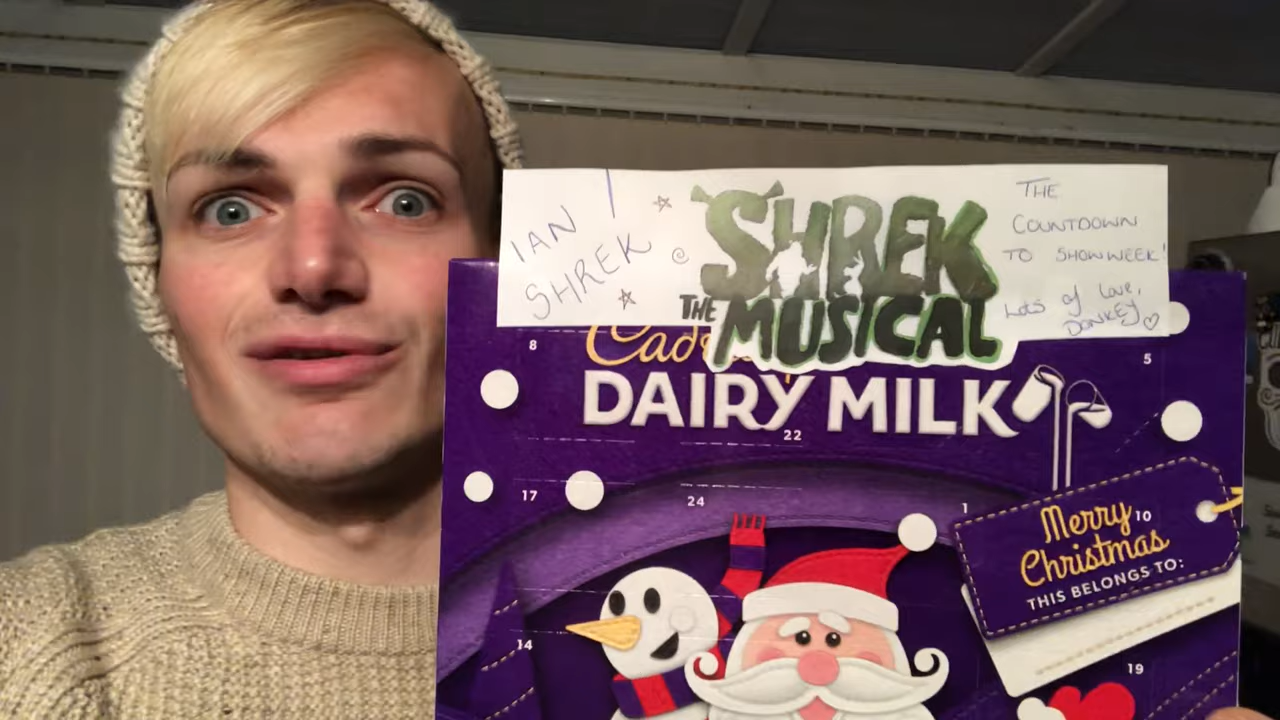 IAN !
SHREK
SHREK
THE
MUSICAL
THE
COUNTDOWN
TO SHOWWEEK!
Lots of love,
DONKEY
DAIRY MILK
8
5
22
17
24
1
10
Merry
Christmas
THIS BELONGS TO:
14
19